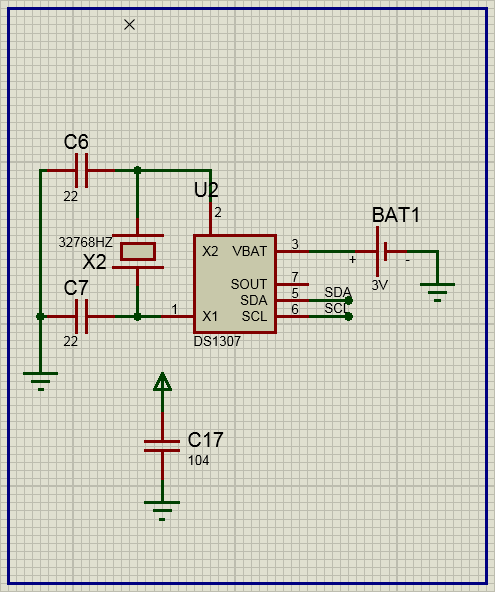 C6
22
U2
2
32768HZ
X2
X2
VBAT
3
BAT1
+
-
3V
SOUT
7
C7
22
1
X1
SDA
5
SDA
SCL
6
SCL
DS1307
C17
104